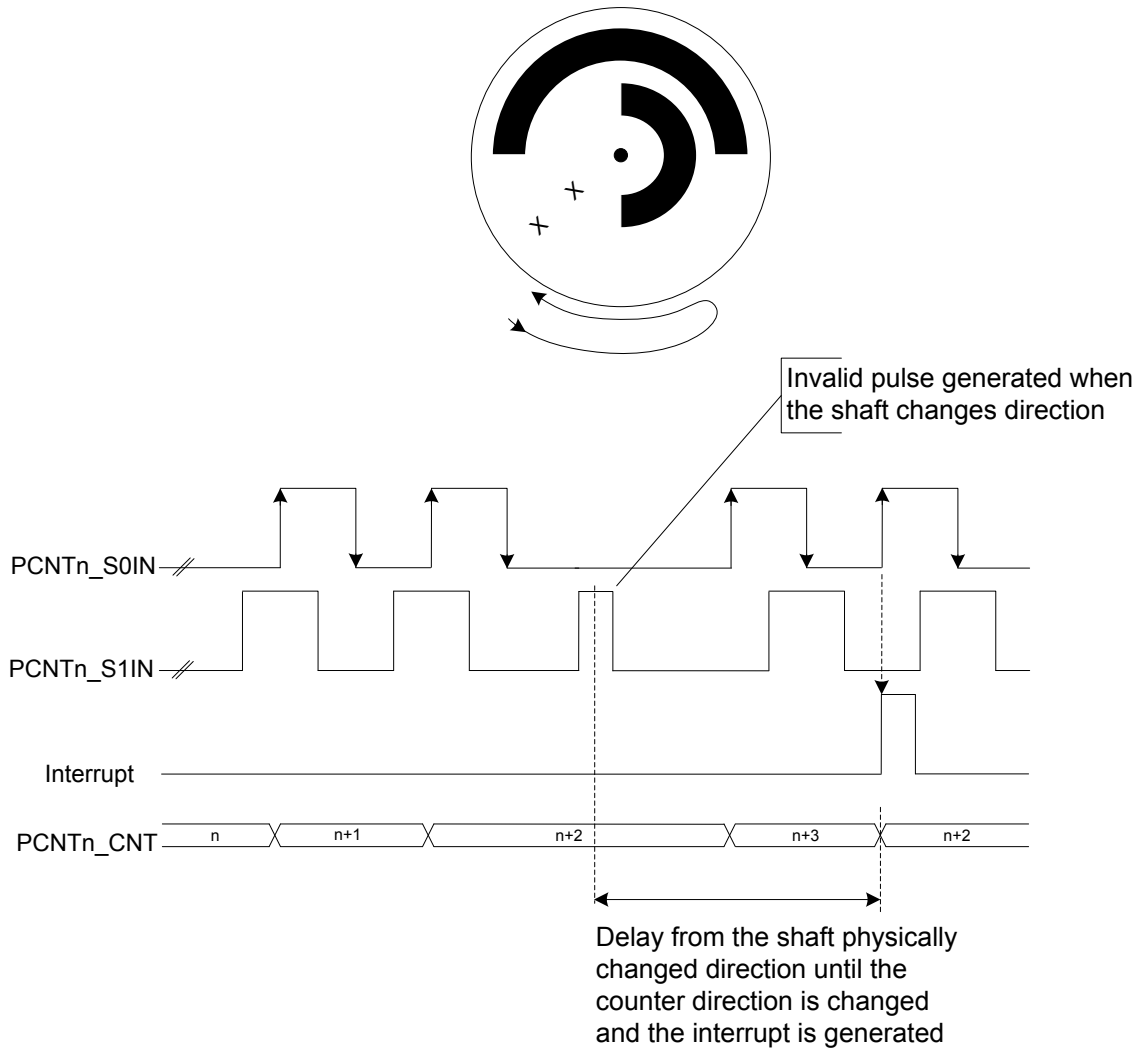 X
X
Invalid pulse generated when
the shaft changes direction
PCNTn_S0IN
PCNTn_S1IN
Interrupt
PCNTn_CNT
n
n+1
n+2
n+3
n+2
Delay from the shaft physically
changed direction until the
counter direction is changed
and the interrupt is generated